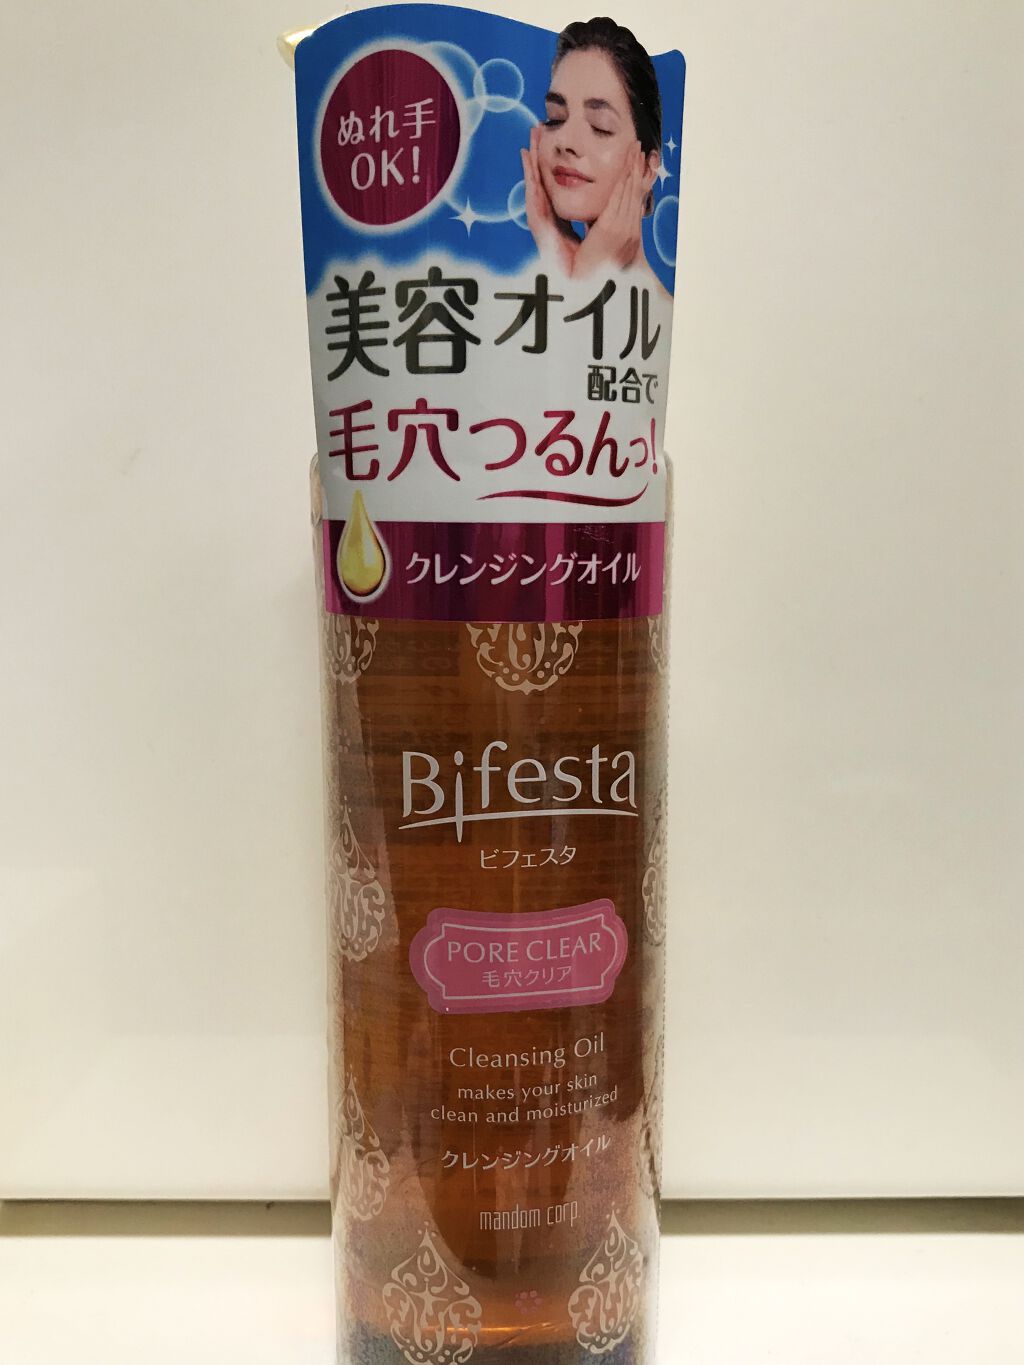 ぬれ手
OK!
美容オイル
配合で
毛穴つるんっ!
クレンジングオイル
Bifesta
ビフェスタ
PORE CLEAR
毛穴クリア
Cleansing Oil
makes your skin
clean and moisturized
クレンジングオイル
mandom corp